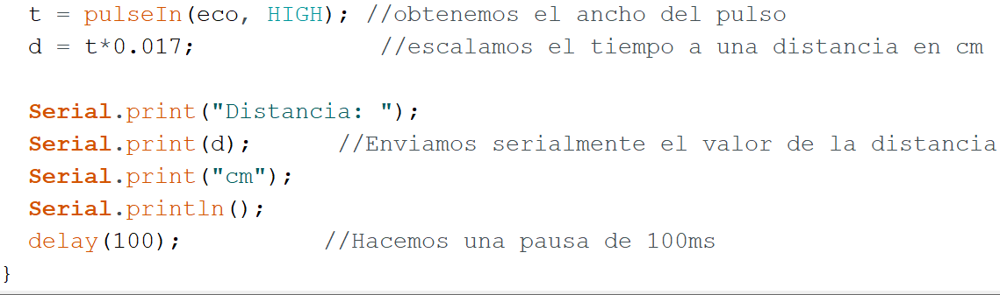 t = pulseIn(eco, HIGH); //obtenemos el ancho del pulso
d = t*0.017; //escalamos el tiempo a una distancia en cm
Serial.print("Distancia: ");
Serial.print(d); //Enviamos serialmente el valor de la distancia
Serial.print("cm");
Serial.println();
delay(100); //Hacemos una pausa de 100ms
}